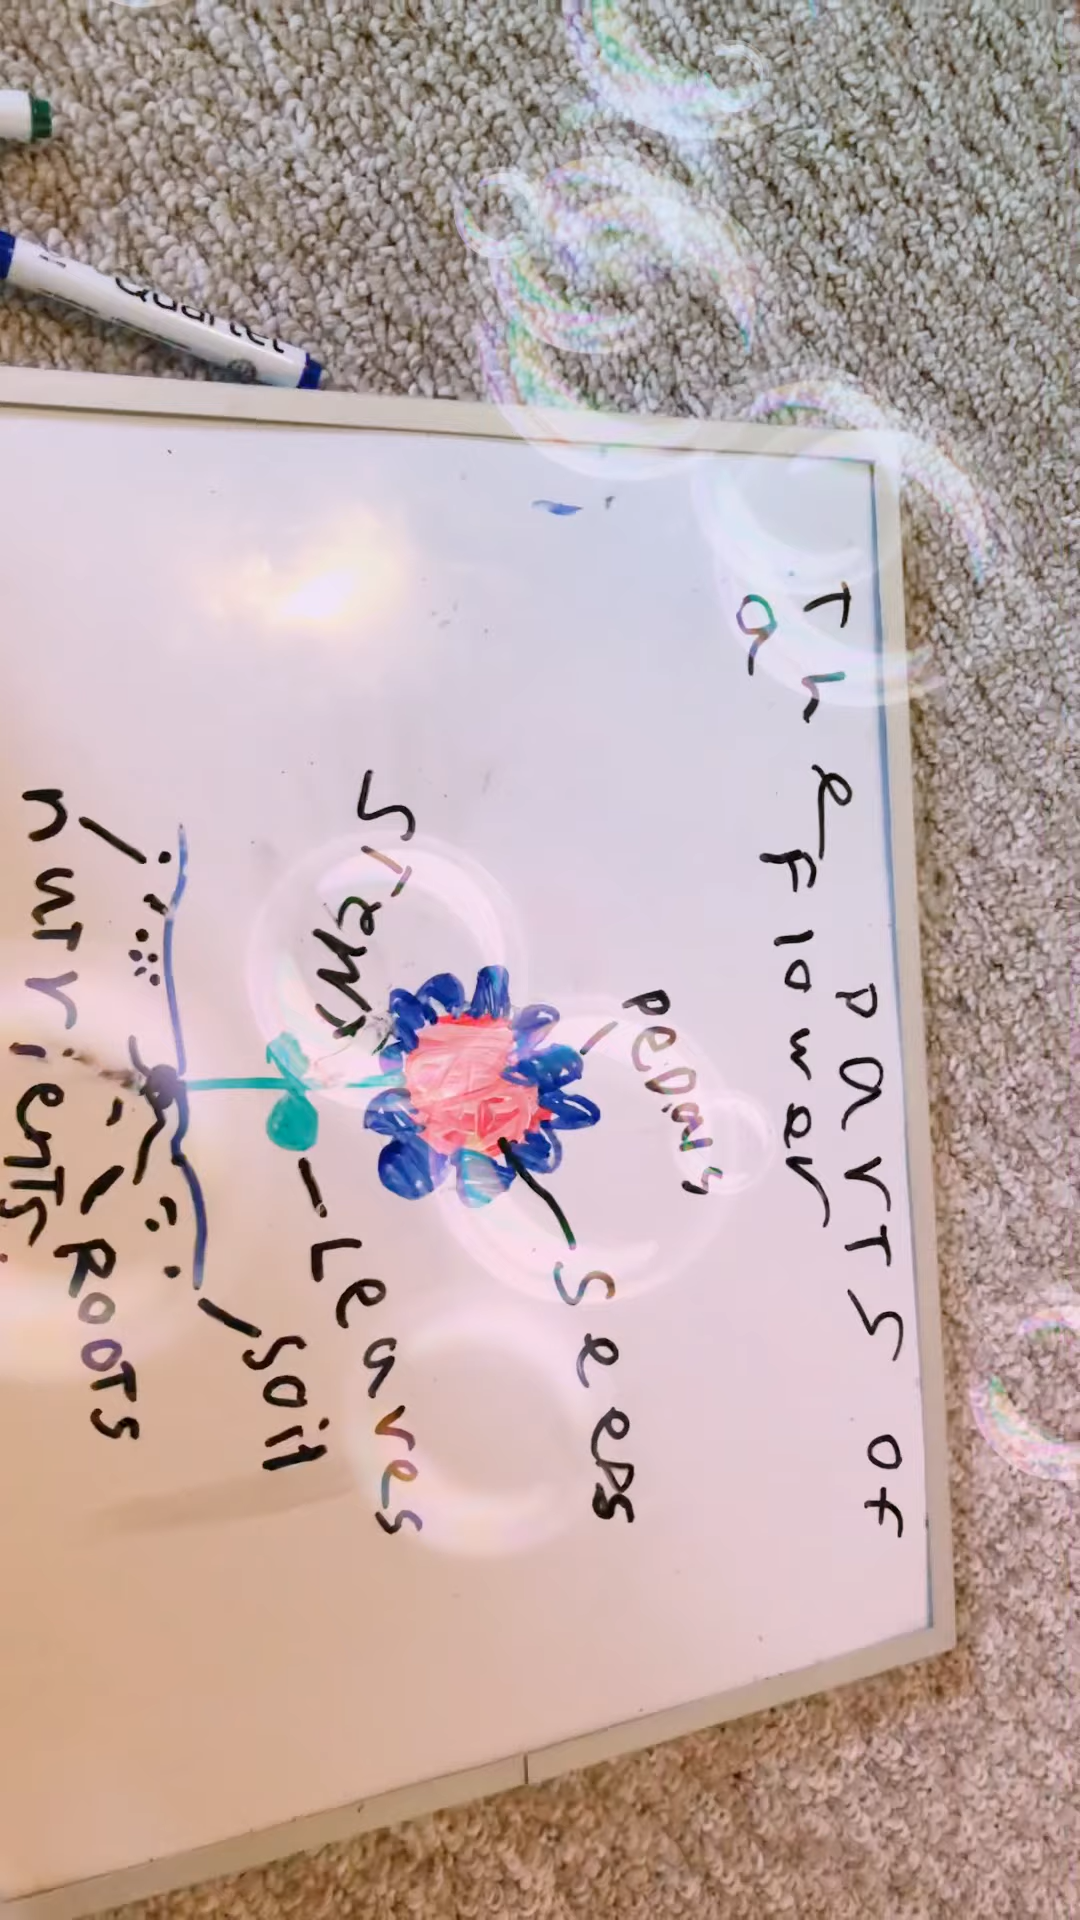 The parts of
a Flower
peDals
Seeds
STeM
Leaves
Soil
ROOTS
nutrients
Quartet